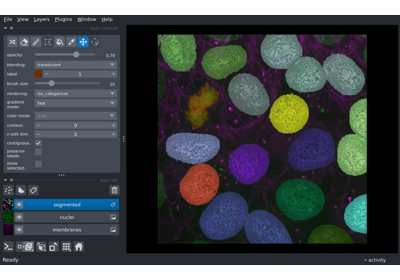 File View Layers Plugins Window Help
opacity: 0.70
blending: translucent
label: 1
brush size: 10
rendering: iso_categorical
gradient mode: fast
color mode:
contour: 0
n edit dim: 2
contiguous:
preserve labels:
show selected:
segmented
nuclei
membranes
Ready activity